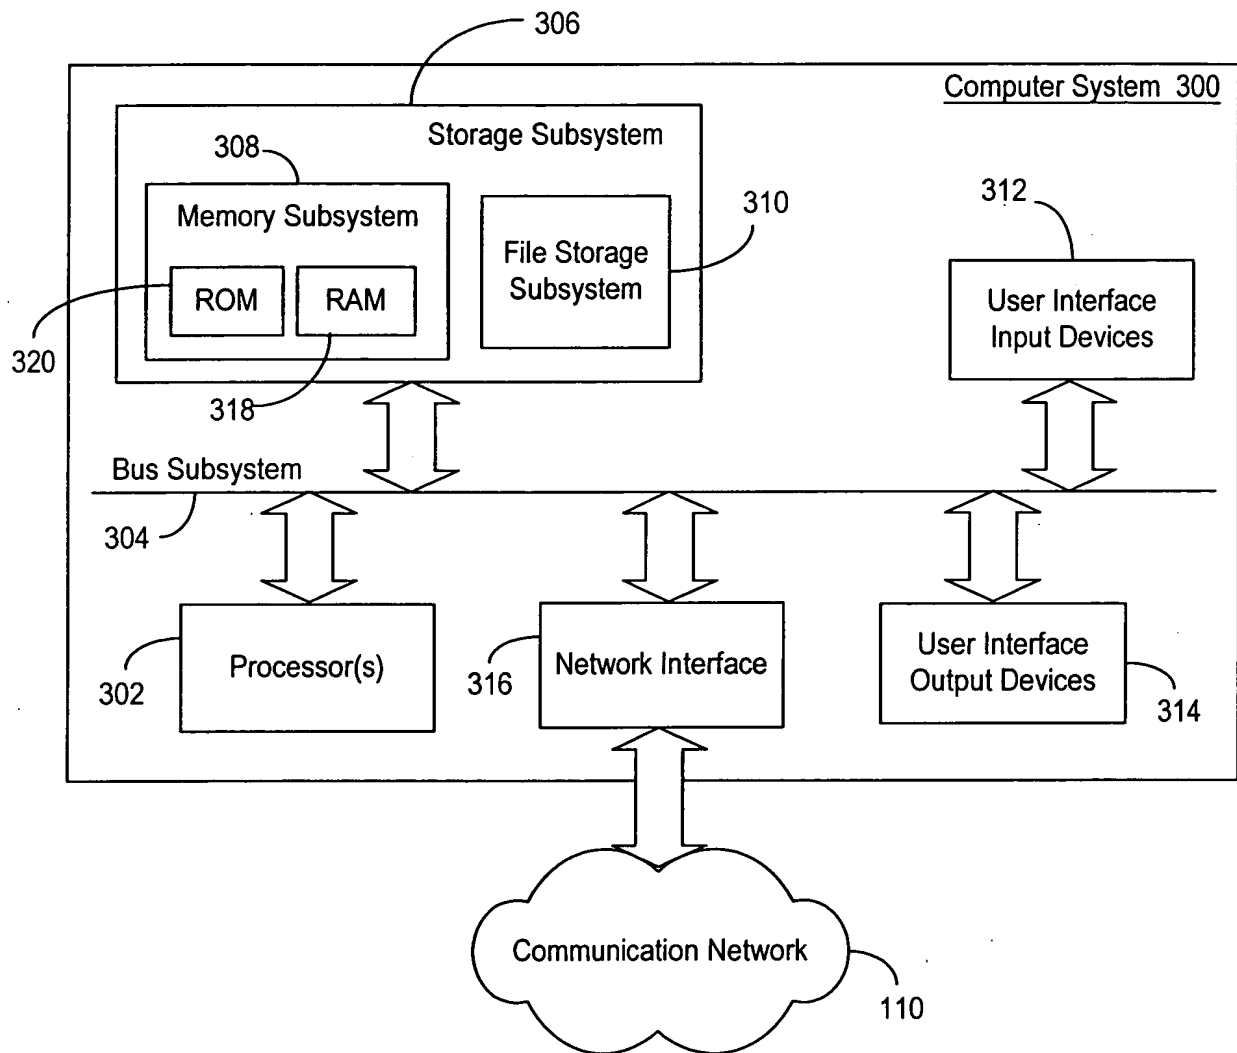 306
Computer System 300
Storage Subsystem
308
Memory Subsystem
310
312
File Storage
Subsystem
ROM
RAM
User Interface
Input Devices
320
318
Bus Subsystem
304
Processor(s)
302
Network Interface
316
User Interface
Output Devices
314
Communication Network
110